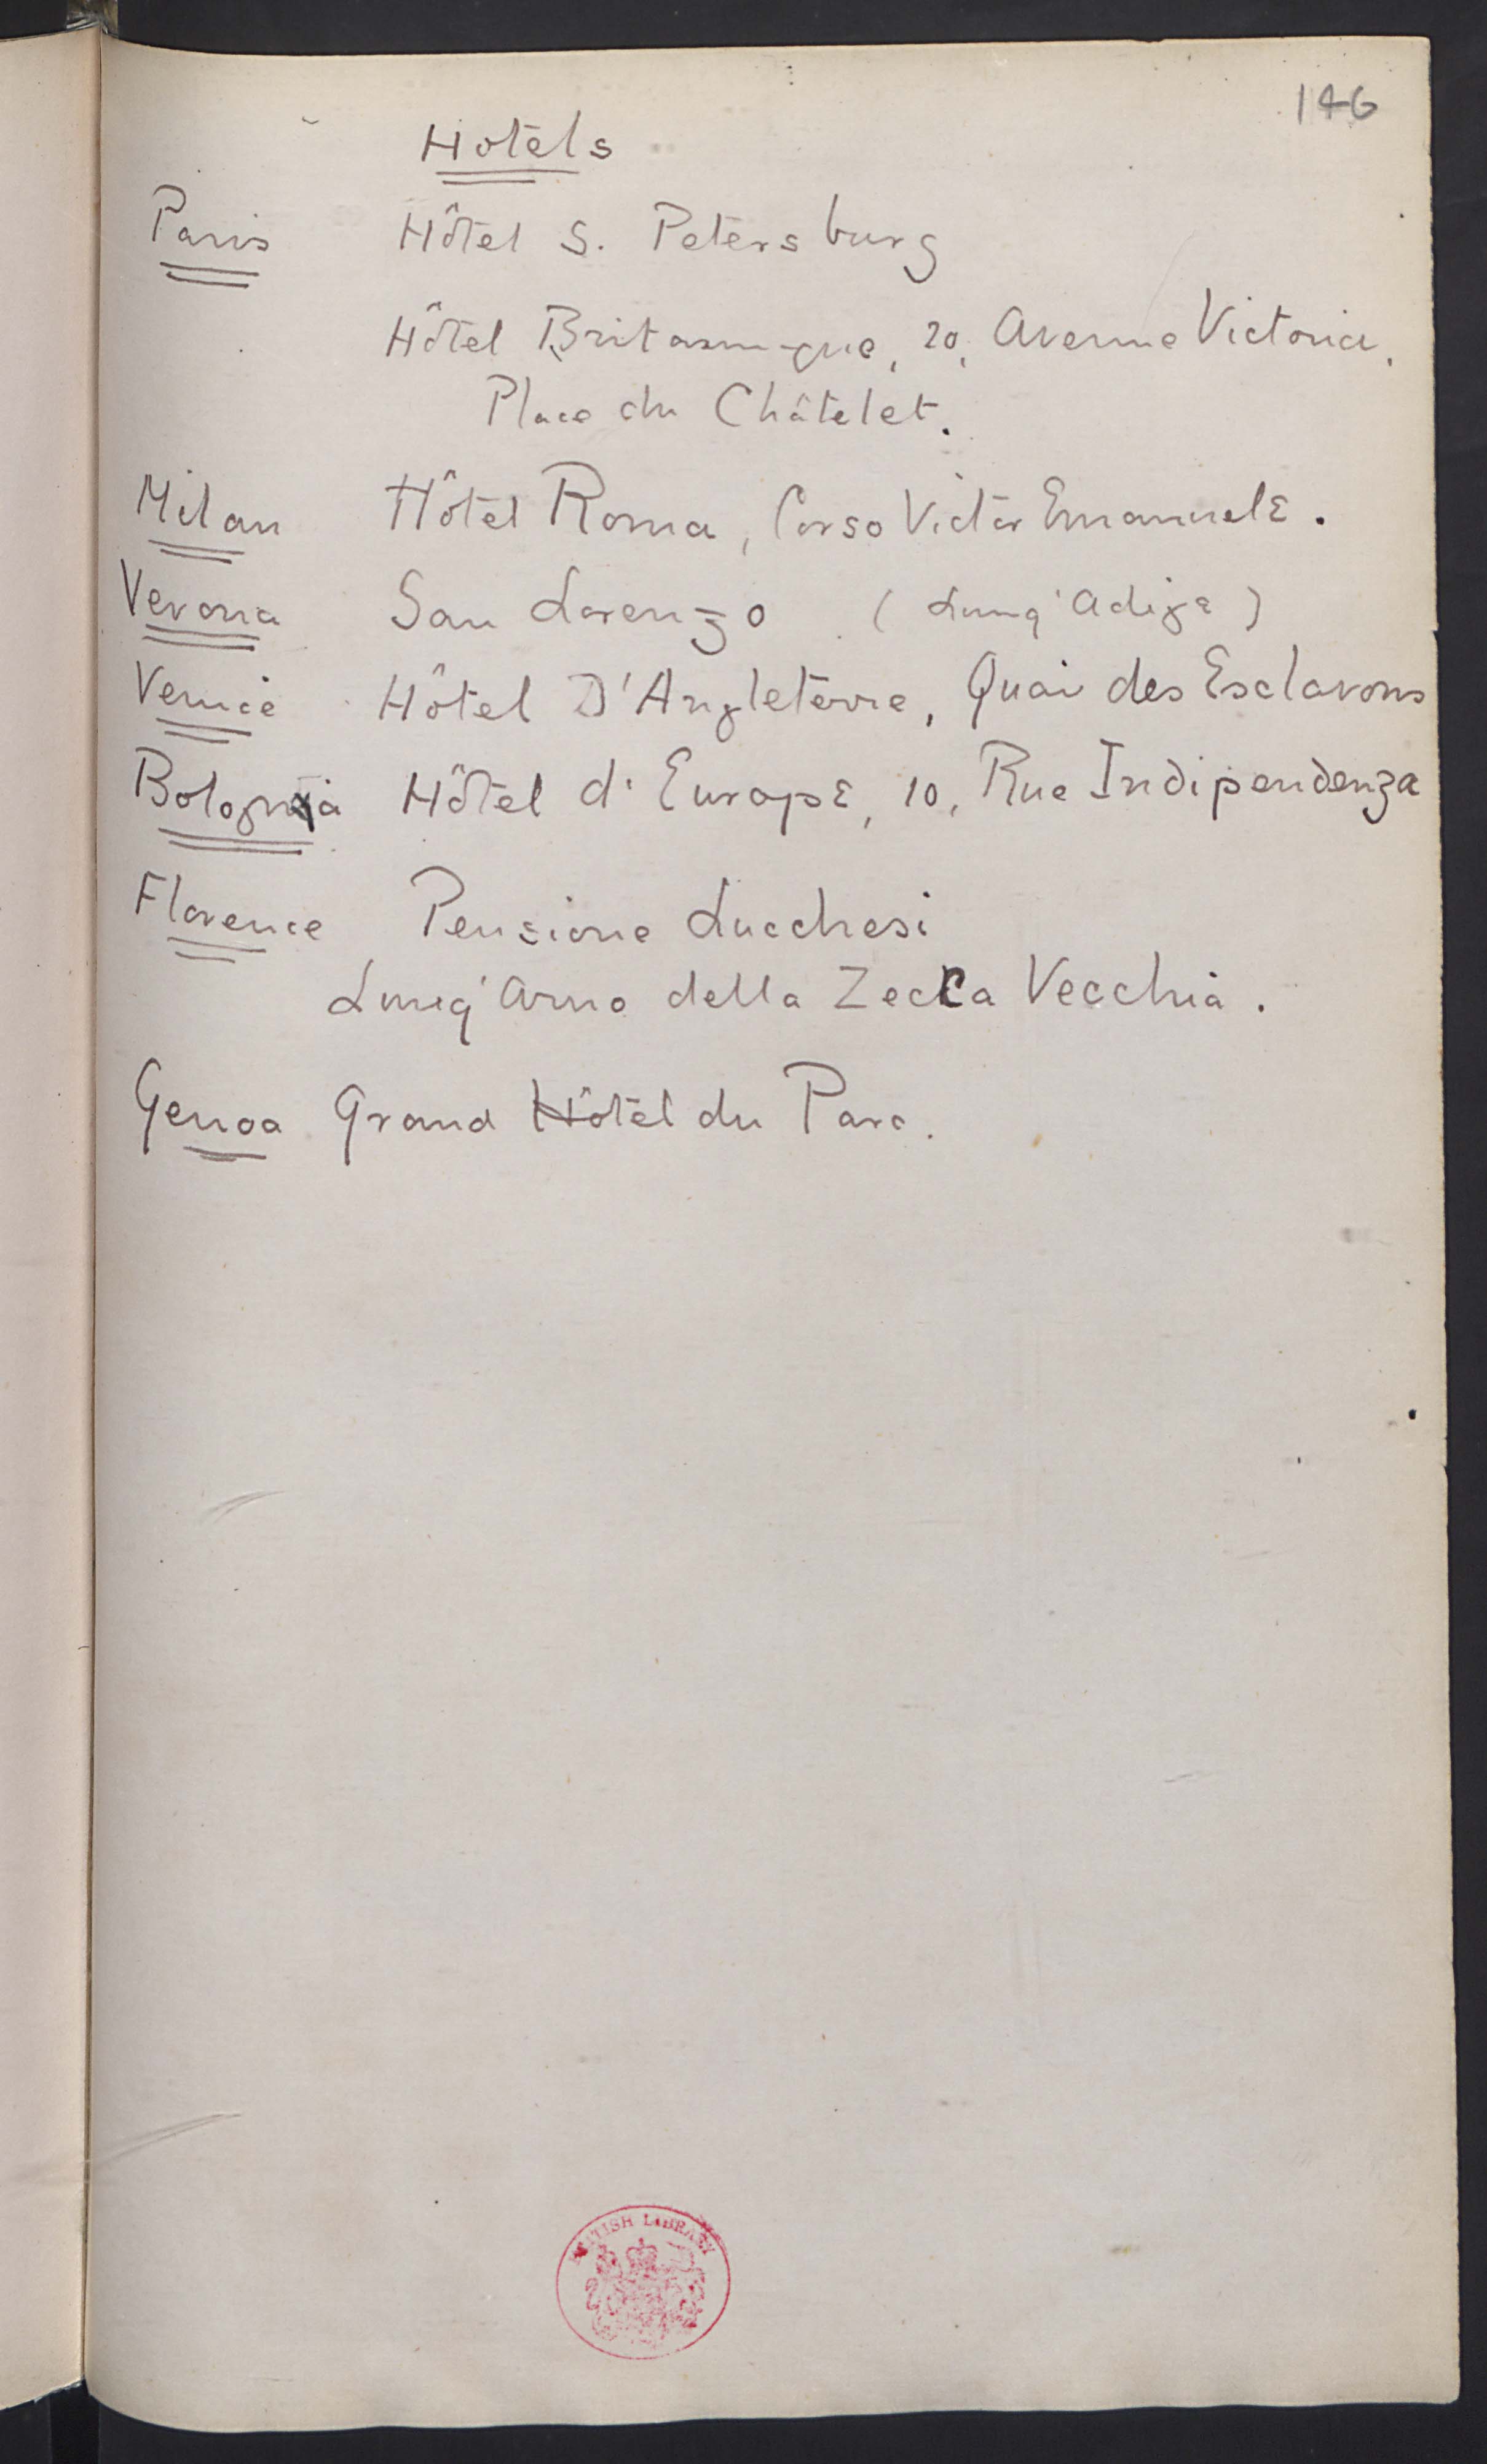 146
Hotels
Paris Hôtel S. Petersburg
Hôtel Britannique, 20, Avenue Victoria,
Place du Châtelet.
Milan Hôtel Roma, Corso Victor Emanuele.
Verona San Lorenzo (Lung' Adige)
Venice Hôtel D'Angleterre, Quai des Esclavons
Bologna Hôtel d'Europe, 10, Rue Indipendenza
Florence Pensione Lucchesi
Lung' Arno della Zecca Vecchia.
Genoa Grand Hôtel du Parc.
BRITISH LIBRARY